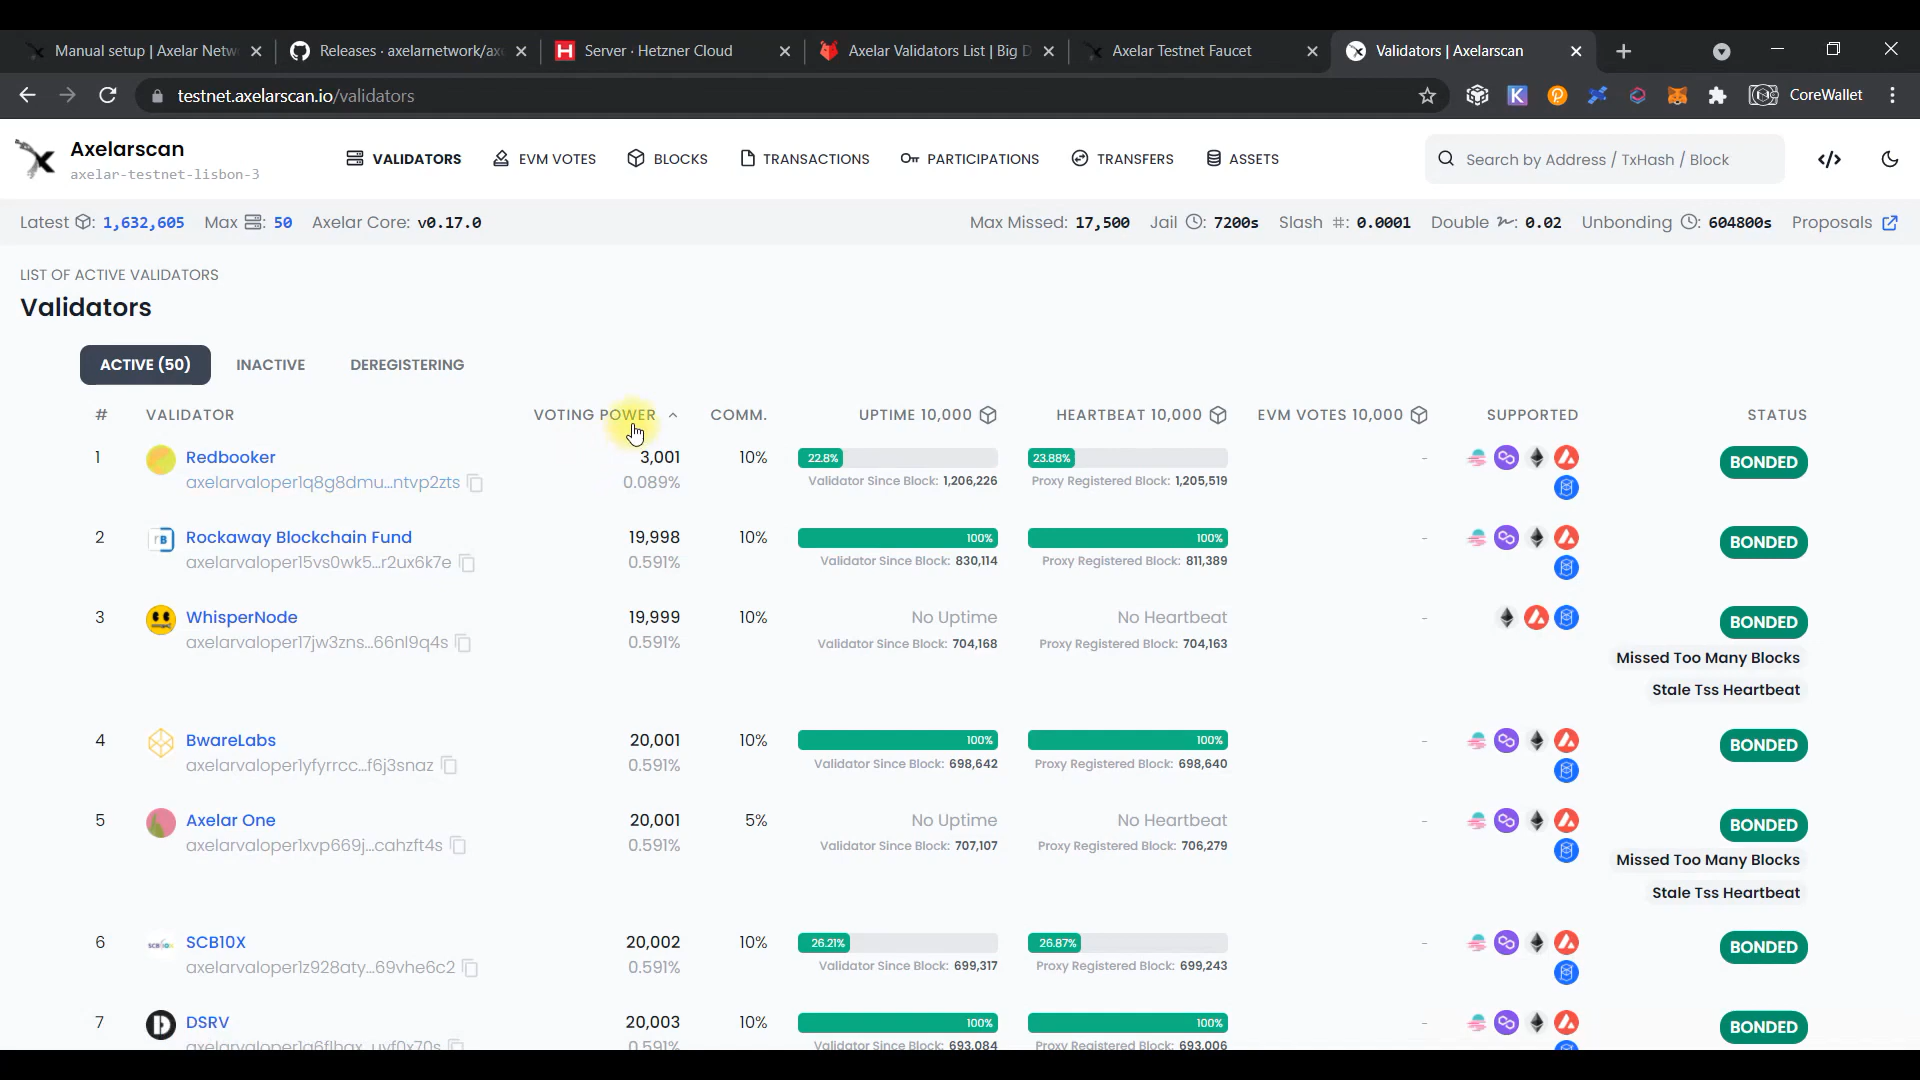 Manual setup | Axelar Netw
Releases · axelarnetwork/ax
Server · Hetzner Cloud
Axelar Validators List | Big D
Axelar Testnet Faucet
Validators | Axelarscan
testnet.axelarscan.io/validators
CoreWallet
Axelarscan
axelar-testnet-lisbon-3
VALIDATORS
EVM VOTES
BLOCKS
TRANSACTIONS
PARTICIPATIONS
TRANSFERS
ASSETS
Search by Address / TxHash / Block
Latest : 1,632,605 Max : 50 Axelar Core: v0.17.0
Max Missed: 17,500 Jail : 7200s Slash #: 0.0001 Double : 0.02 Unbonding : 604800s Proposals
LIST OF ACTIVE VALIDATORS
Validators
ACTIVE (50) INACTIVE DEREGISTERING
# VALIDATOR VOTING POWER COMM. UPTIME 10,000 HEARTBEAT 10,000 EVM VOTES 10,000 SUPPORTED STATUS
1 Redbooker 3,001 10% 22.8% 23.88% - BONDED
axelarvaloper1q8g8dmu...ntvp2zts 0.089% Validator Since Block: 1,206,226 Proxy Registered Block: 1,205,519
2 Rockaway Blockchain Fund 19,998 10% 100% 100% - BONDED
axelarvaloper15vs0wk5...r2ux6k7e 0.591% Validator Since Block: 830,114 Proxy Registered Block: 811,389
3 WhisperNode 19,999 10% No Uptime No Heartbeat - BONDED
axelarvaloper17jw3zns...66nl9q4s 0.591% Validator Since Block: 704,168 Proxy Registered Block: 704,163
Missed Too Many Blocks
Stale Tss Heartbeat
4 BwareLabs 20,001 10% 100% 100% - BONDED
axelarvaloper1yfyrrcc...f6j3snaz 0.591% Validator Since Block: 698,642 Proxy Registered Block: 698,640
5 Axelar One 20,001 5% No Uptime No Heartbeat - BONDED
axelarvaloper1xvp669j...cahzft4s 0.591% Validator Since Block: 707,107 Proxy Registered Block: 706,279
Missed Too Many Blocks
Stale Tss Heartbeat
6 SCB10X 20,002 10% 26.21% 26.87% - BONDED
axelarvaloper1z928aty...69vhe6c2 0.591% Validator Since Block: 699,317 Proxy Registered Block: 699,243
7 DSRV 20,003 10% 100% 100% - BONDED
0.591% Validator Since Block: 693,084 Proxy Registered Block: 693,006